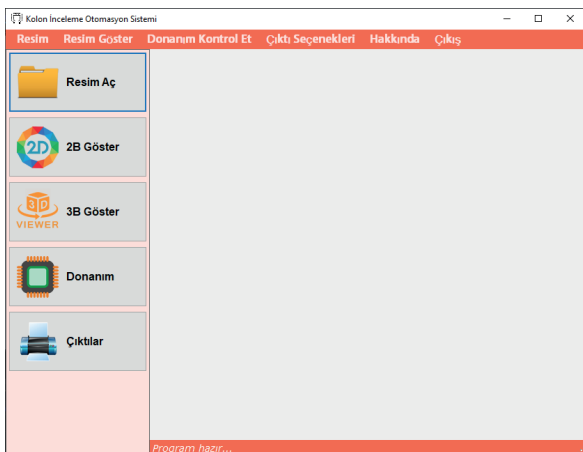 Kolon İnceleme Otomasyon Sistemi
Resim Resim Göster Donanım Kontrol Et Çıktı Seçenekleri Hakkında Çıkış
Resim Aç
2D
2B Göster
3D
VIEWER
3B Göster
Donanım
Çıktılar
Program hazır...